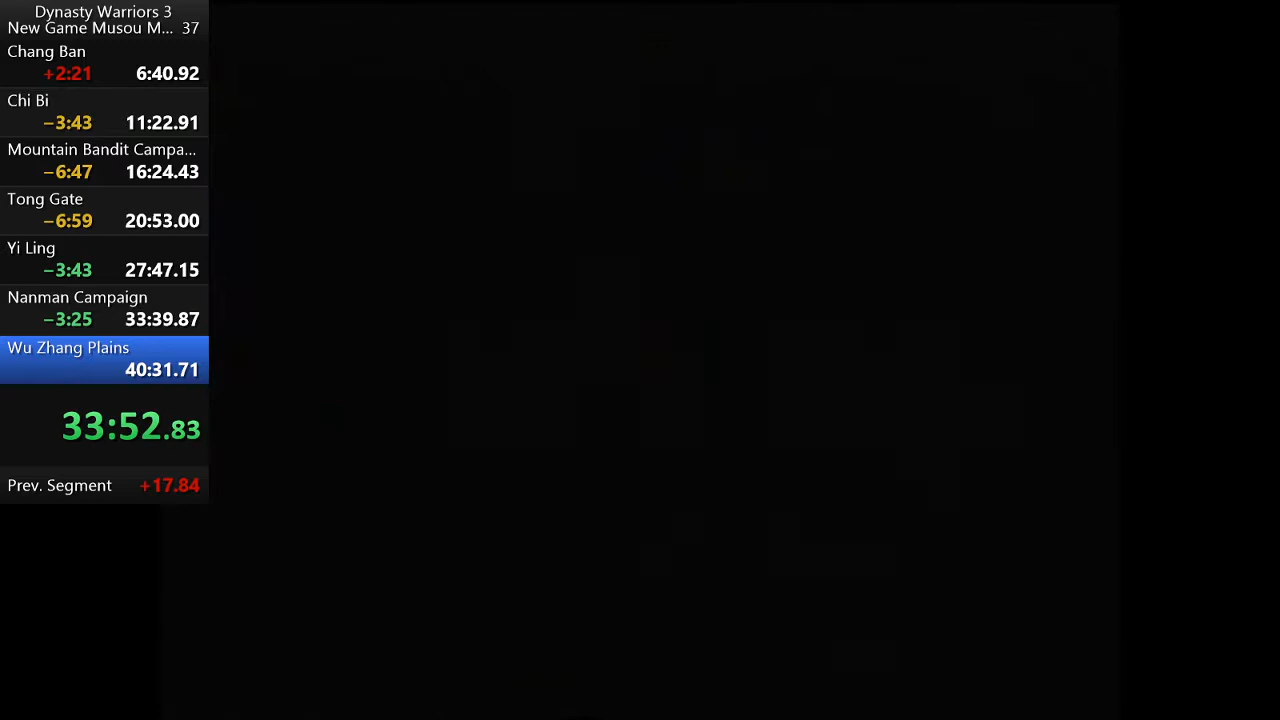 Dynasty Warriors 3
New Game Musou M... 37
Chang Ban
+2:21 6:40.92
Chi Bi
−3:43 11:22.91
Mountain Bandit Campa...
−6:47 16:24.43
Tong Gate
−6:59 20:53.00
Yi Ling
−3:43 27:47.15
Nanman Campaign
−3:25 33:39.87
Wu Zhang Plains
40:31.71
33:52.83
Prev. Segment +17.84